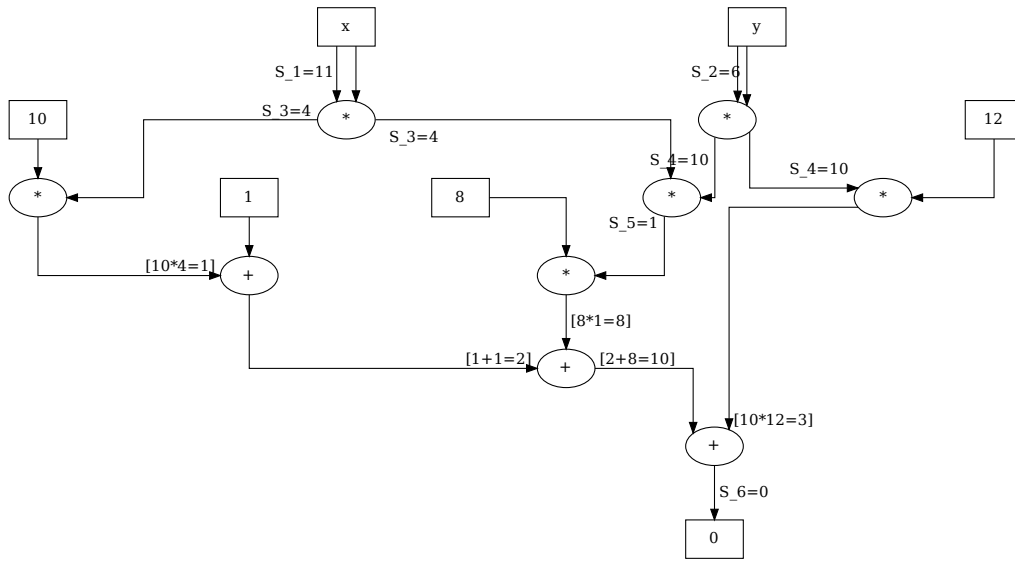 x
y
S_1=11
S_2=6
10
S_3=4
*
S_3=4
*
12
S_4=10
S_4=10
*
1
8
*
*
S_5=1
[10*4=1]
+
*
[8*1=8]
[1+1=2]
+
[2+8=10]
[10*12=3]
+
S_6=0
0